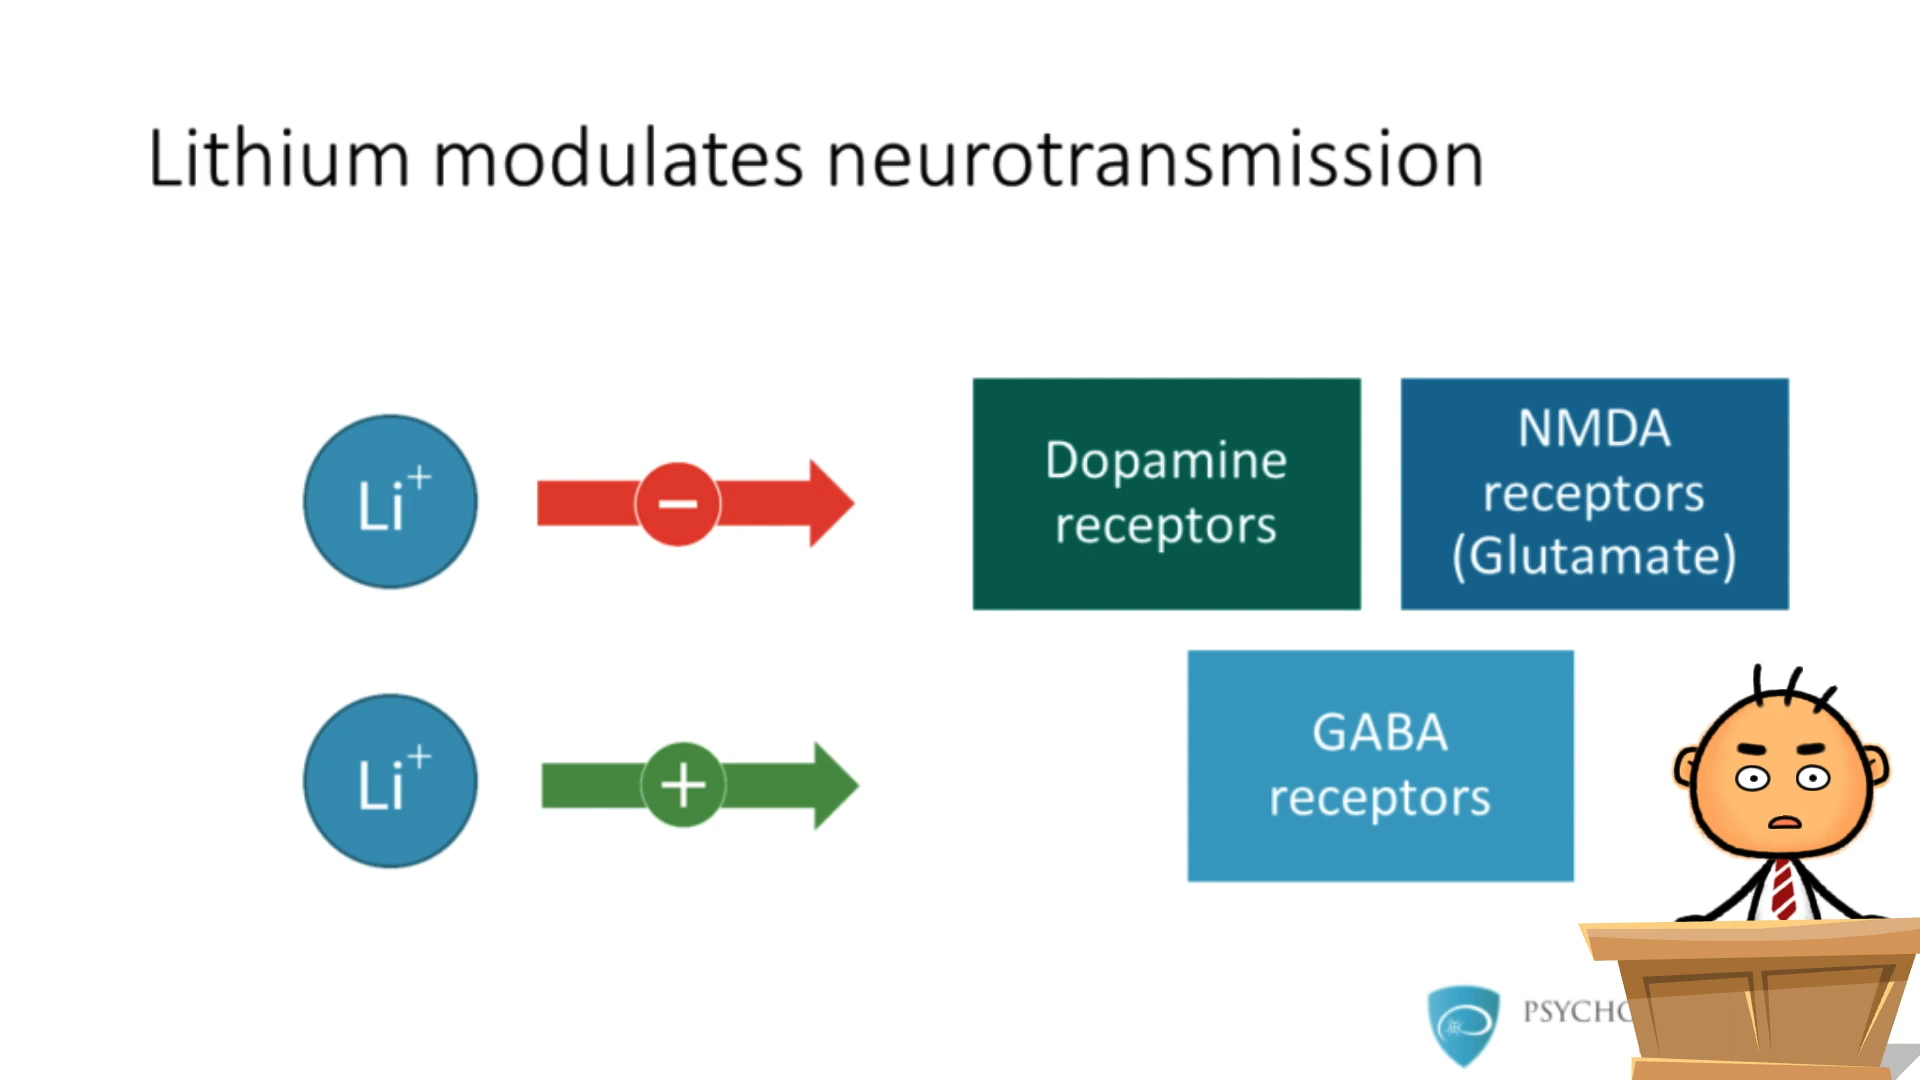 Lithium modulates neurotransmission
Li⁺
−
Dopamine
receptors
NMDA
receptors
(Glutamate)
Li⁺
+
GABA
receptors